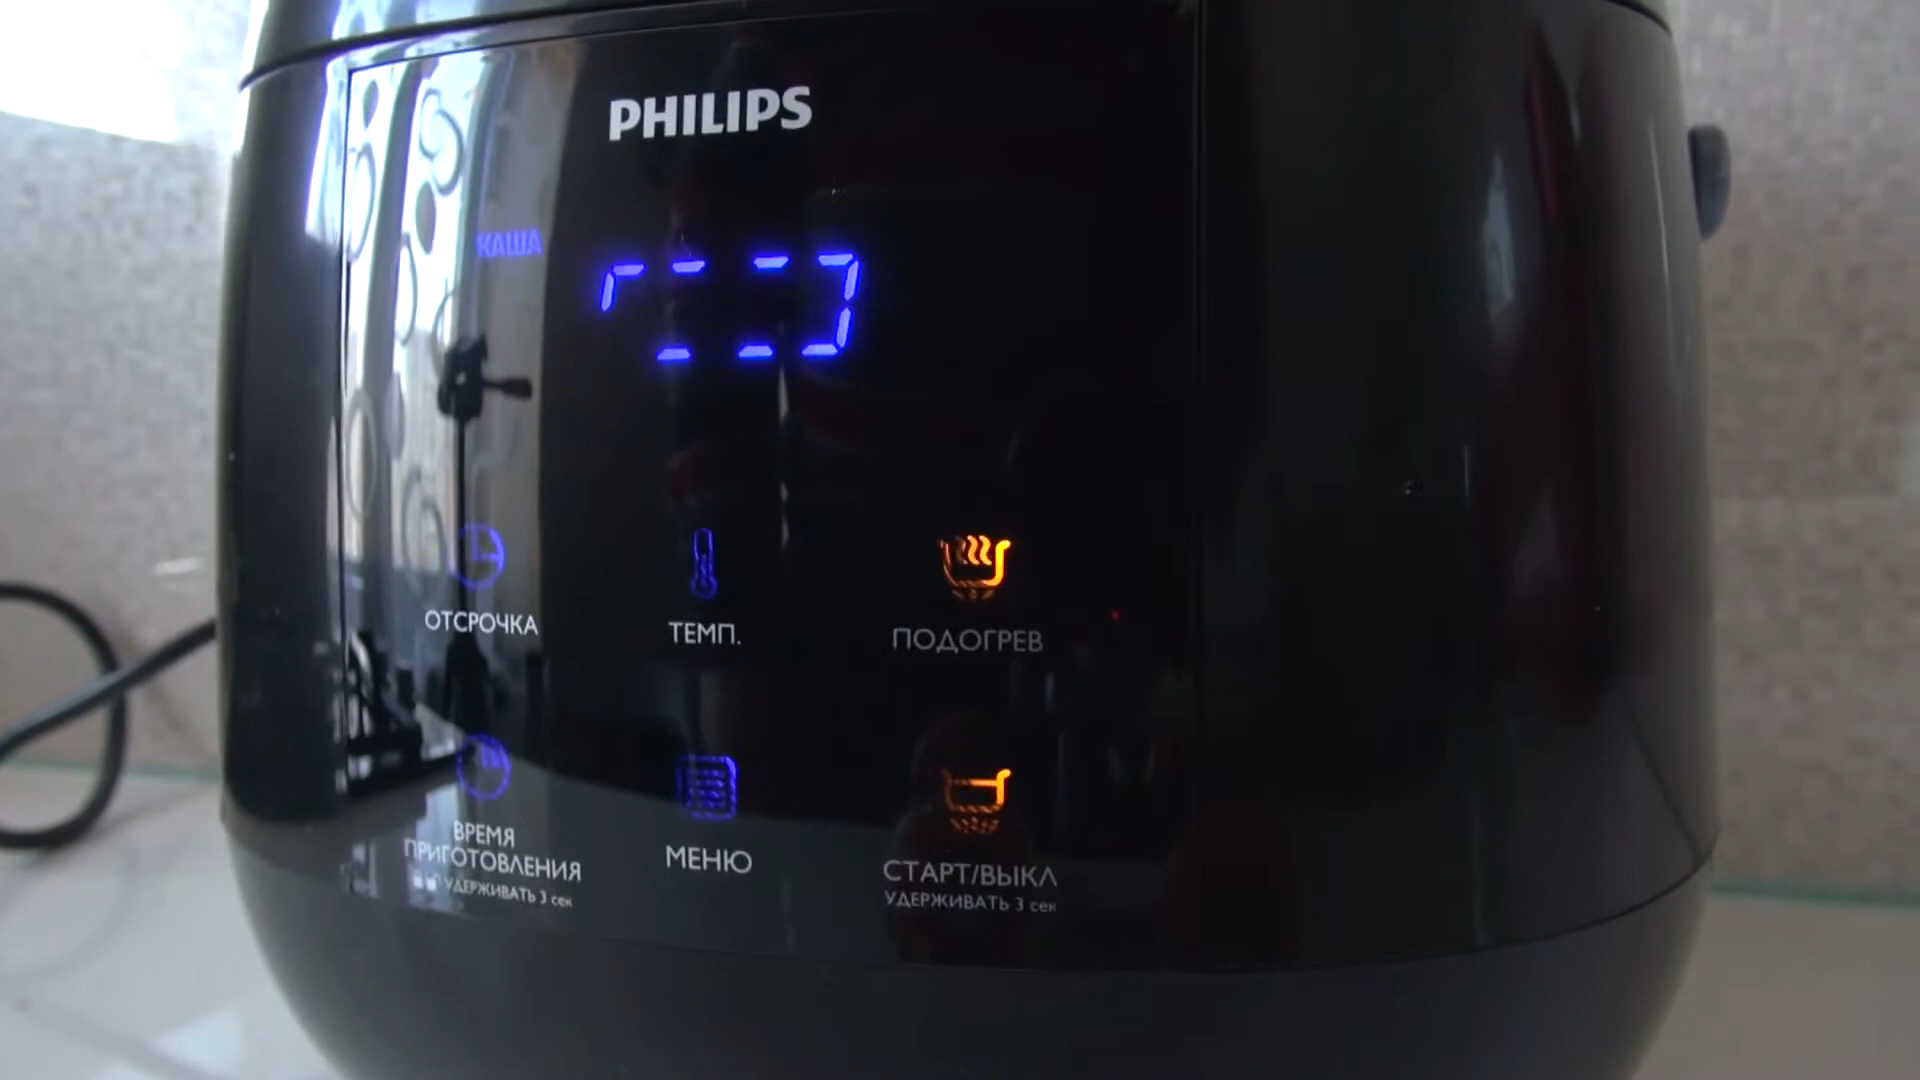 PHILIPS
КАША
ОТСРОЧКА
ТЕМП.
ПОДОГРЕВ
ВРЕМЯ
ПРИГОТОВЛЕНИЯ
УДЕРЖИВАТЬ 3 сек
МЕНЮ
СТАРТ/ВЫКЛ
УДЕРЖИВАТЬ 3 сек